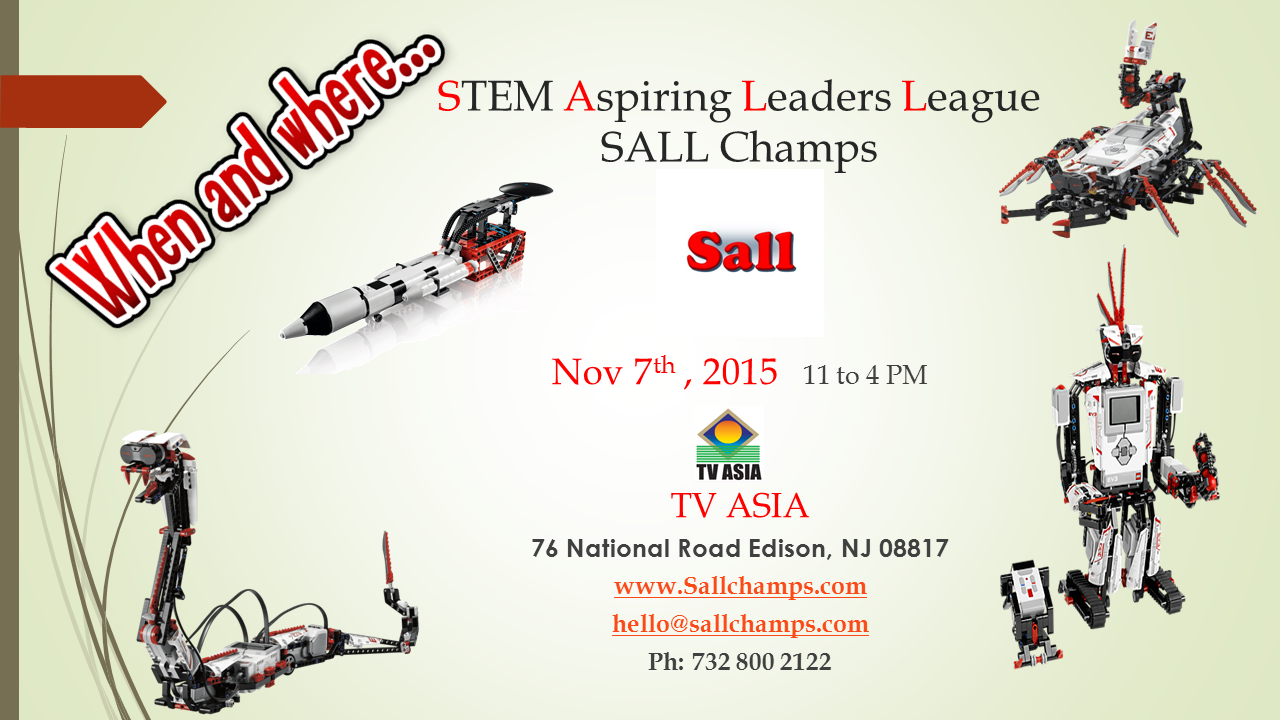 When and where...
STEM Aspiring Leaders League
SALL Champs
Sall
Nov 7th , 2015 11 to 4 PM
TV ASIA
TV ASIA
76 National Road Edison, NJ 08817
www.Sallchamps.com
hello@sallchamps.com
Ph: 732 800 2122
EV3